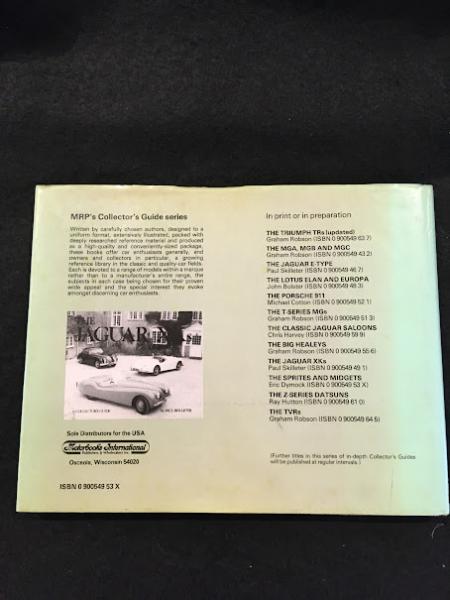 MRP's Collector's Guide series
Written by carefully chosen authors, designed to a
uniform format, extensively illustrated, packed with
deeply researched reference material and produced
as a high-quality and conveniently-sized package,
these books offer car enthusiasts generally, and
owners and collectors in particular, a growing
reference library in the classic and quality-car fields.
Each is devoted to a range of models within a marque
rather than to a manufacturer's entire range, the
subjects in each case being chosen for their proven
wide appeal and the special interest they evoke
amongst discerning car enthusiasts.
THE
JAGUAR XKs
Sole Distributors for the USA
Motorbooks International
Publishers & Wholesalers Inc.
Osceola, Wisconsin 54020
ISBN 0 900549 53 X
In print or in preparation
THE TRIUMPH TRs (updated)
Graham Robson (ISBN 0 900549 63 7)
THE MGA, MGB AND MGC
Graham Robson (ISBN 0 900549 43 2)
THE JAGUAR E-TYPE
Paul Skilleter (ISBN 0 900549 46 7)
THE LOTUS ELAN AND EUROPA
John Bolster (ISBN 0 900549 48 3)
THE PORSCHE 911
Michael Cotton (ISBN 0 900549 52 1)
THE T-SERIES MGs
Graham Robson (ISBN 0 900549 51 3)
THE CLASSIC JAGUAR SALOONS
Chris Harvey (ISBN 0 900549 59 9)
THE BIG HEALEYS
Graham Robson (ISBN 0 900549 55 6)
THE JAGUAR XKs
Paul Skilleter (ISBN 0 900549 49 1)
THE SPRITES AND MIDGETS
Eric Dymock (ISBN 0 900549 53 X)
THE Z-SERIES DATSUNS
Ray Hutton (ISBN 0 900549 61 0)
THE TVRs
Graham Robson (ISBN 0 900549 64 5)
(Further titles in this series of in-depth Collector's Guides
will be published at regular intervals.)